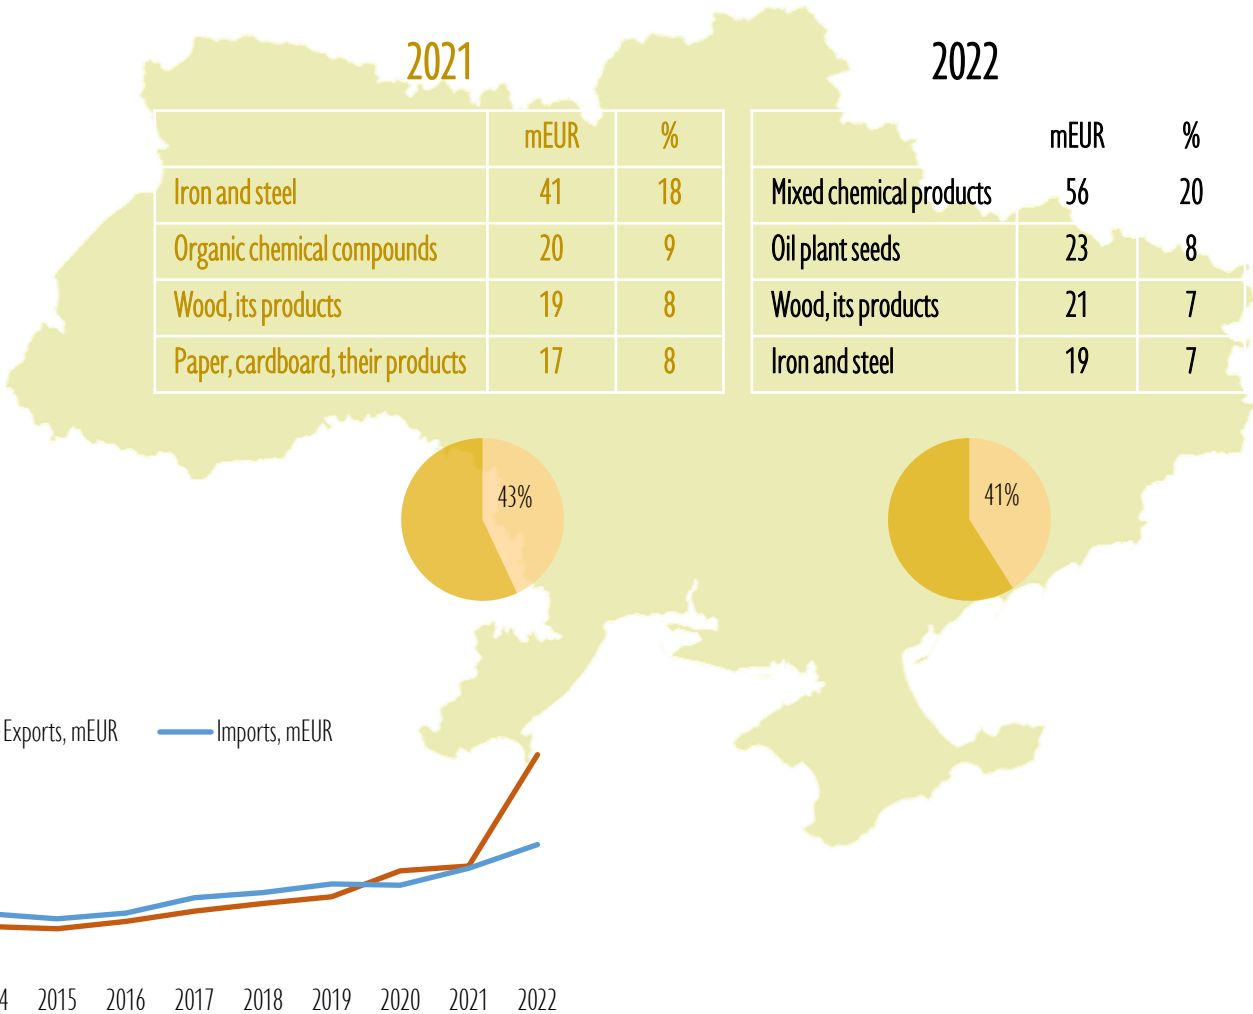 2021
2022
mEUR %
Iron and steel 41 18
Organic chemical compounds 20 9
Wood, its products 19 8
Paper, cardboard, their products 17 8
mEUR %
Mixed chemical products 56 20
Oil plant seeds 23 8
Wood, its products 21 7
Iron and steel 19 7
43%
41%
Exports, mEUR Imports, mEUR
4 2015 2016 2017 2018 2019 2020 2021 2022